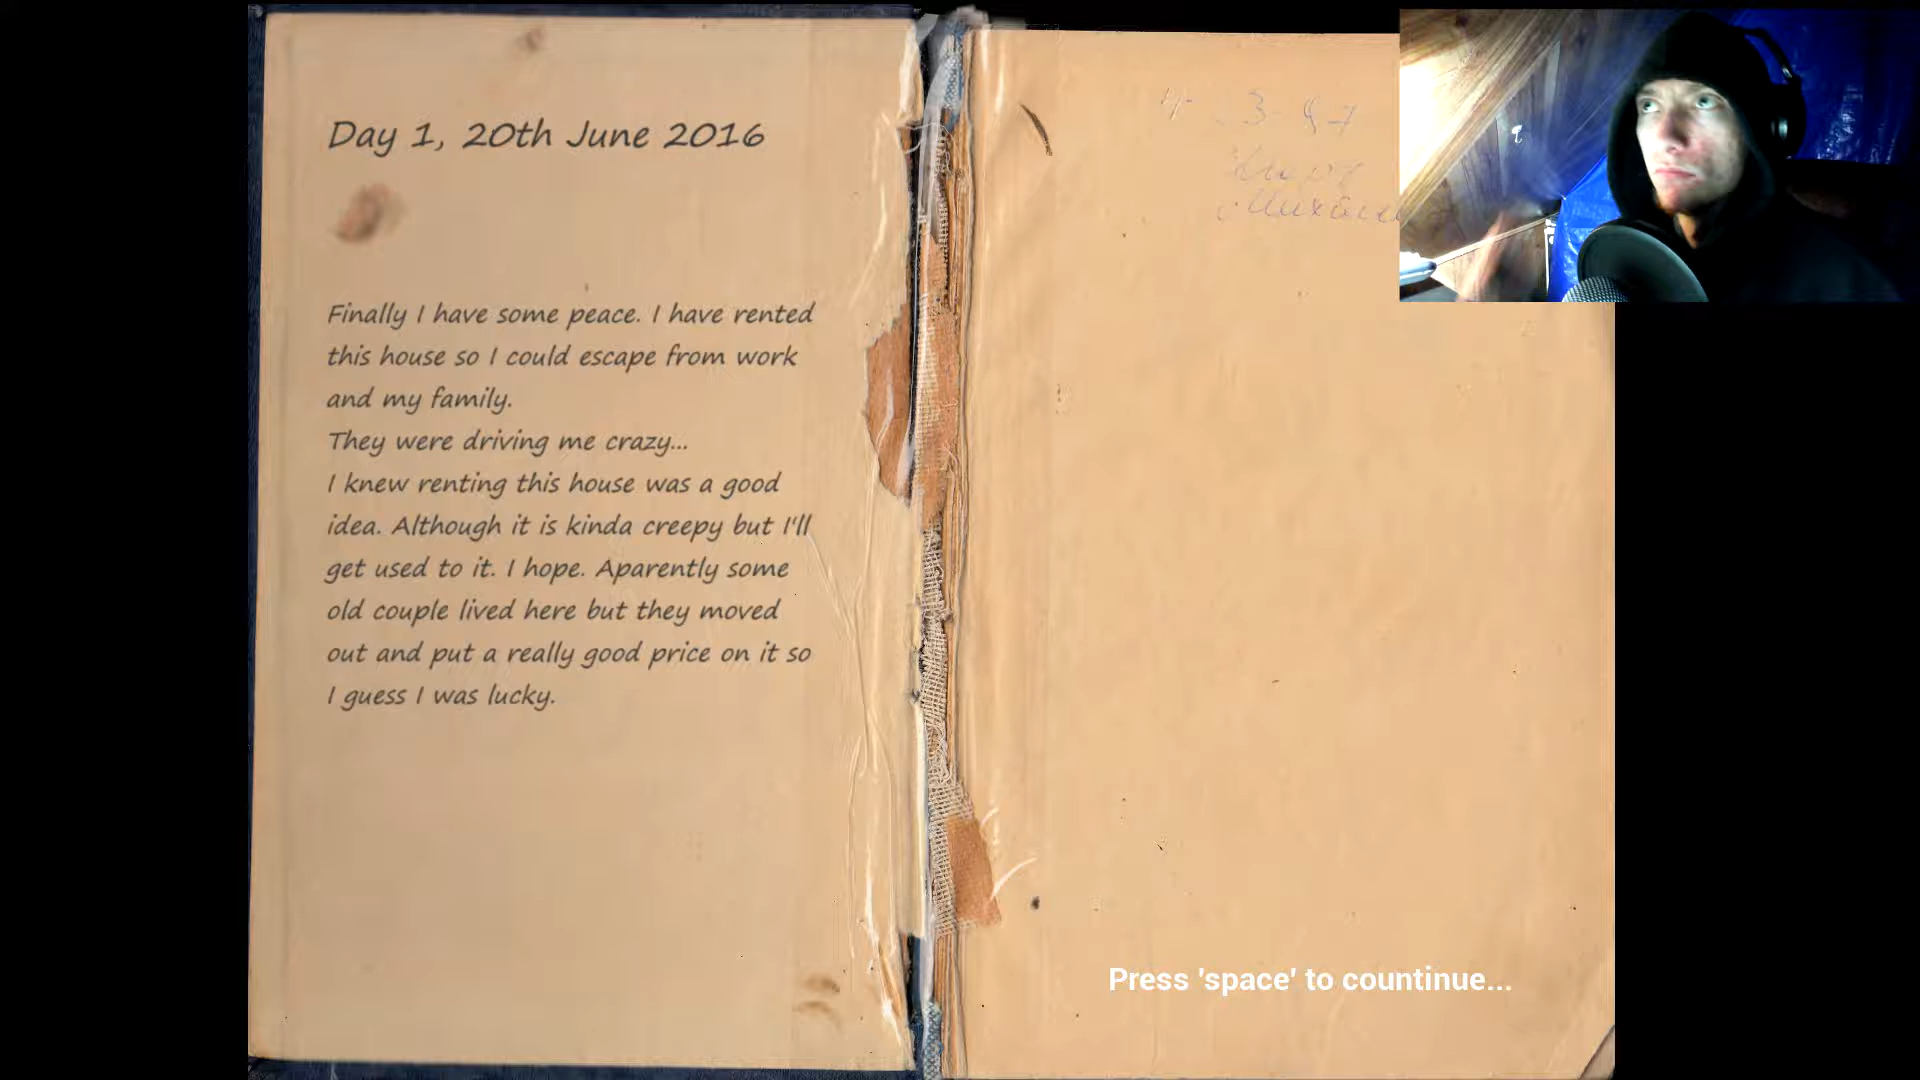 Day 1, 20th June 2016
Finally I have some peace. I have rented
this house so I could escape from work
and my family.
They were driving me crazy...
I knew renting this house was a good
idea. Although it is kinda creepy but I'll
get used to it. I hope. Aparently some
old couple lived here but they moved
out and put a really good price on it so
I guess I was lucky.
Press 'space' to countinue...